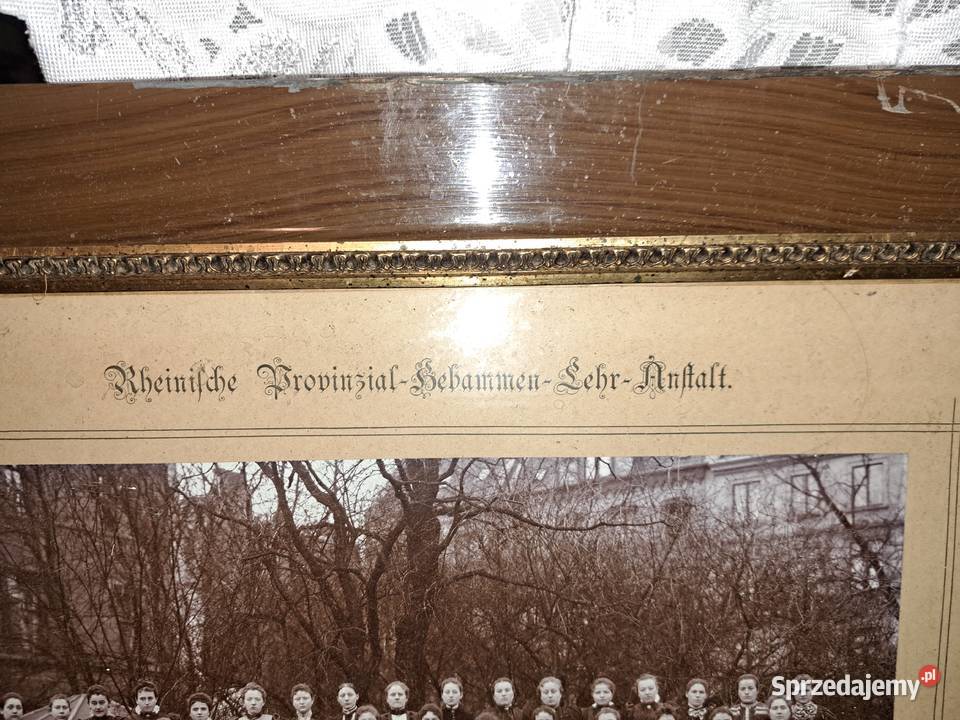 Rheinische Provinzial-Hebammen-Lehr-Anstalt.
Sprzedajemy.pl